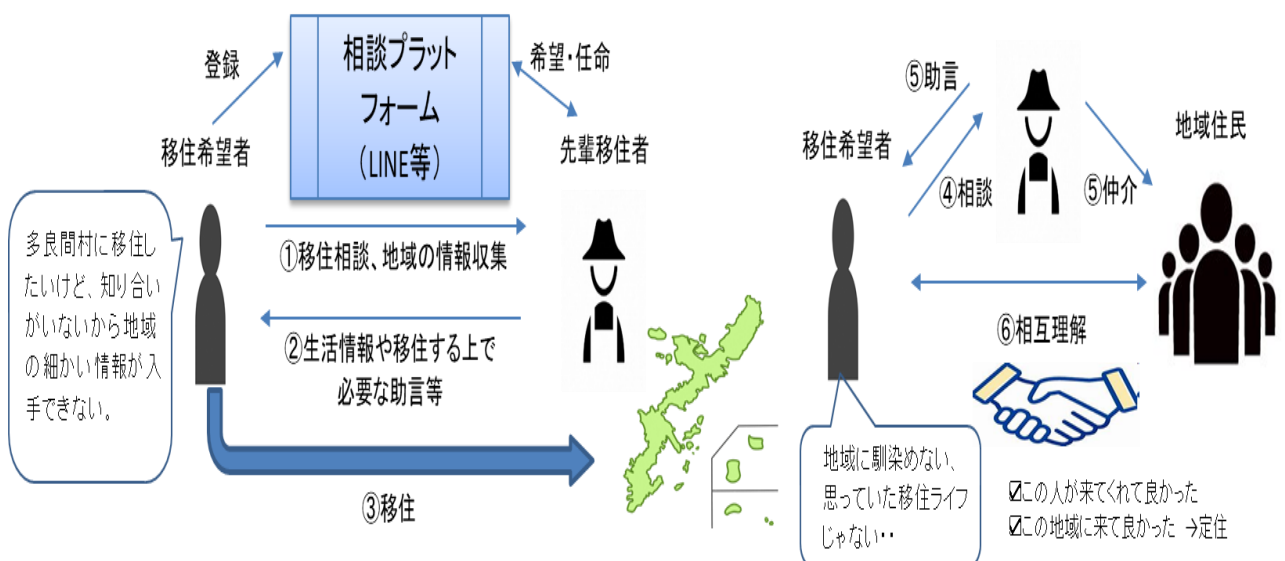 相談プラット
フォーム
（LINE等）
登録
希望・任命
移住希望者
先輩移住者
多良間村に移住し
たいけど、知り合い
がいないから地域
の細かい情報が入
手できない。
①移住相談、地域の情報収集
②生活情報や移住する上で
必要な助言等
③移住
移住希望者
⑤助言
④相談
⑤仲介
地域住民
⑥相互理解
地域に馴染めない、
思っていた移住ライフ
じゃない・・
☑この人が来てくれて良かった
☑この地域に来て良かった →定住